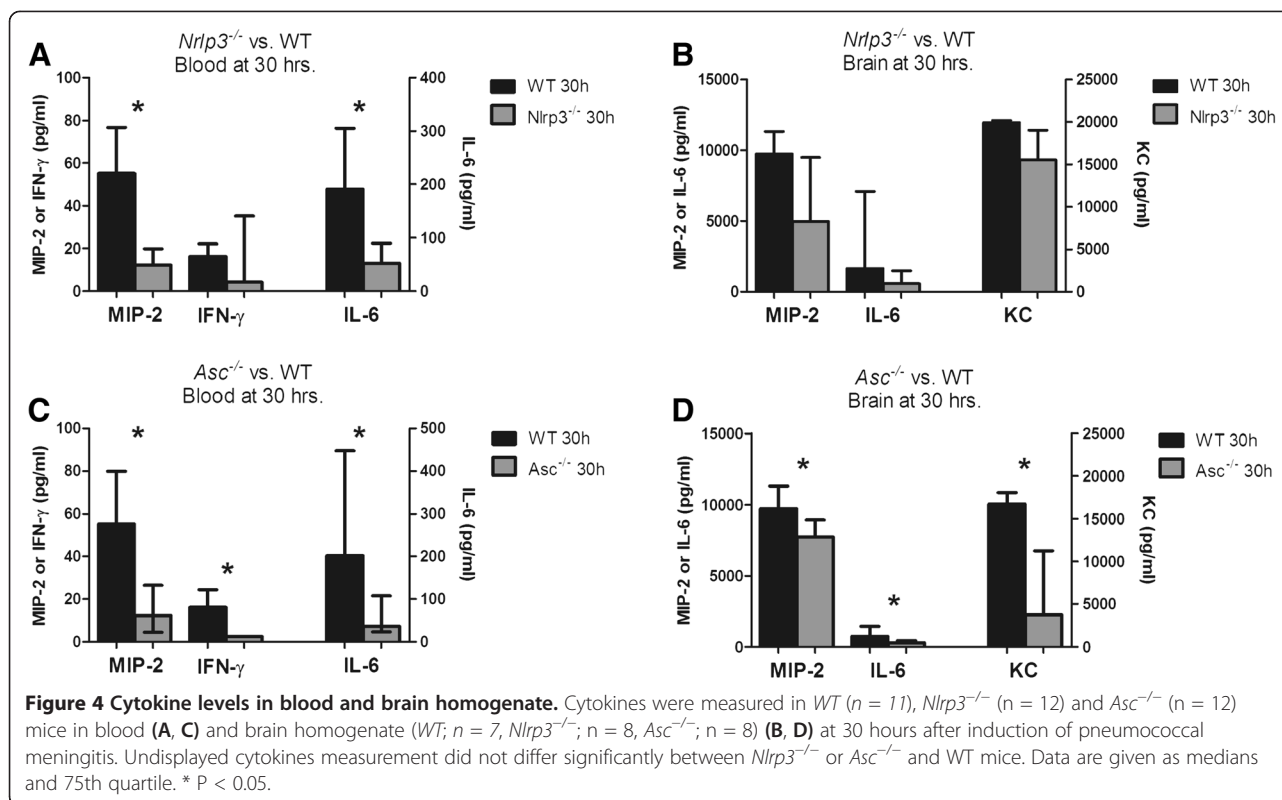 A
Nrlp3-/- vs. WT
Blood at 30 hrs.
MIP-2 or IFN-γ (pg/ml)
100
80
60
40
20
0
*
*
400
300
200
100
0
IL-6 (pg/ml)
MIP-2 IFN-γ IL-6
WT 30h
Nlrp3-/- 30h
B
Nrlp3-/- vs. WT
Brain at 30 hrs.
MIP-2 or IL-6 (pg/ml)
15000
10000
5000
0
25000
20000
15000
10000
5000
0
KC (pg/ml)
MIP-2 IL-6 KC
WT 30h
Nlrp3-/- 30h
C
Asc-/- vs. WT
Blood at 30 hrs.
MIP-2 or IFN-γ (pg/ml)
100
80
60
40
20
0
*
*
*
500
400
300
200
100
0
IL-6 (pg/ml)
MIP-2 IFN-γ IL-6
WT 30h
Asc-/- 30h
D
Asc-/- vs. WT
Brain at 30 hrs.
MIP-2 or IL-6 (pg/ml)
15000
10000
5000
0
*
*
*
25000
20000
15000
10000
5000
0
KC (pg/ml)
MIP-2 IL-6 KC
WT 30h
Asc-/- 30h
Figure 4 Cytokine levels in blood and brain homogenate. Cytokines were measured in WT (n = 11), Nlrp3−/− (n = 12) and Asc−/− (n = 12)
mice in blood (A, C) and brain homogenate (WT; n = 7, Nlrp3−/−; n = 8, Asc−/−; n = 8) (B, D) at 30 hours after induction of pneumococcal
meningitis. Undisplayed cytokines measurement did not differ significantly between Nlrp3−/− or Asc−/− and WT mice. Data are given as medians
and 75th quartile. * P < 0.05.